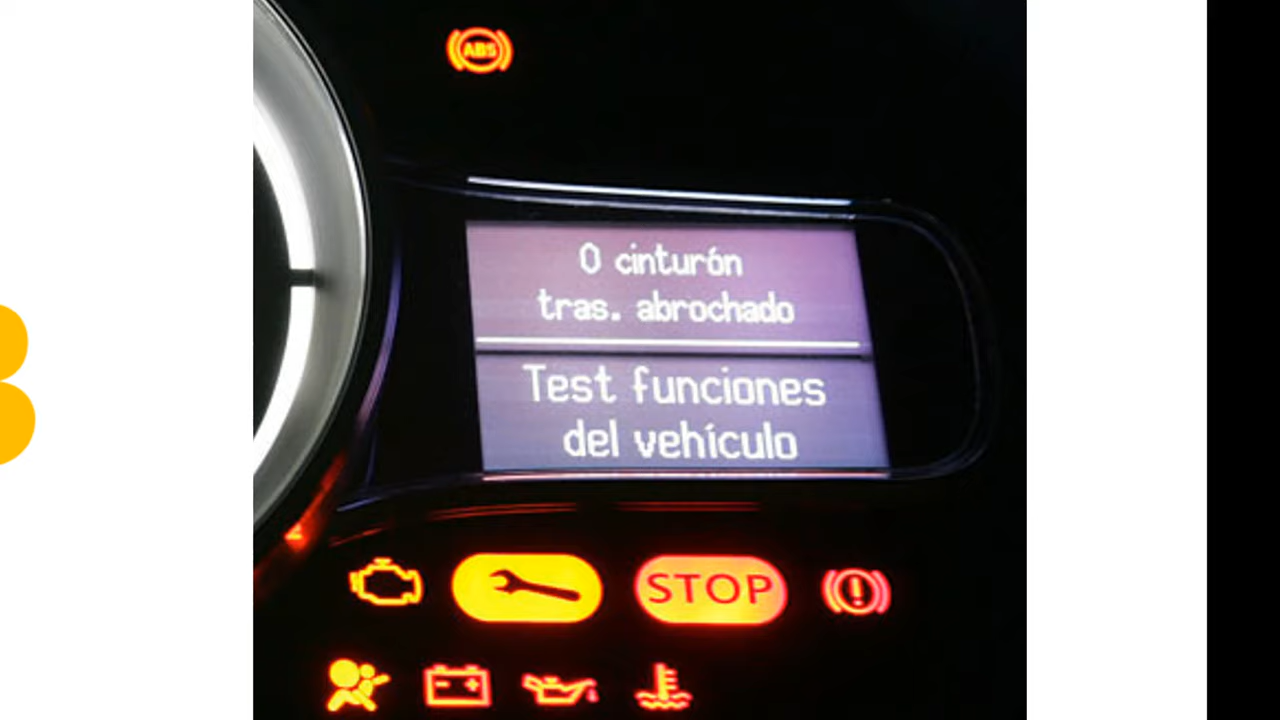 ABS
0 cinturón
tras. abrochado
Test funciones
del vehículo
STOP